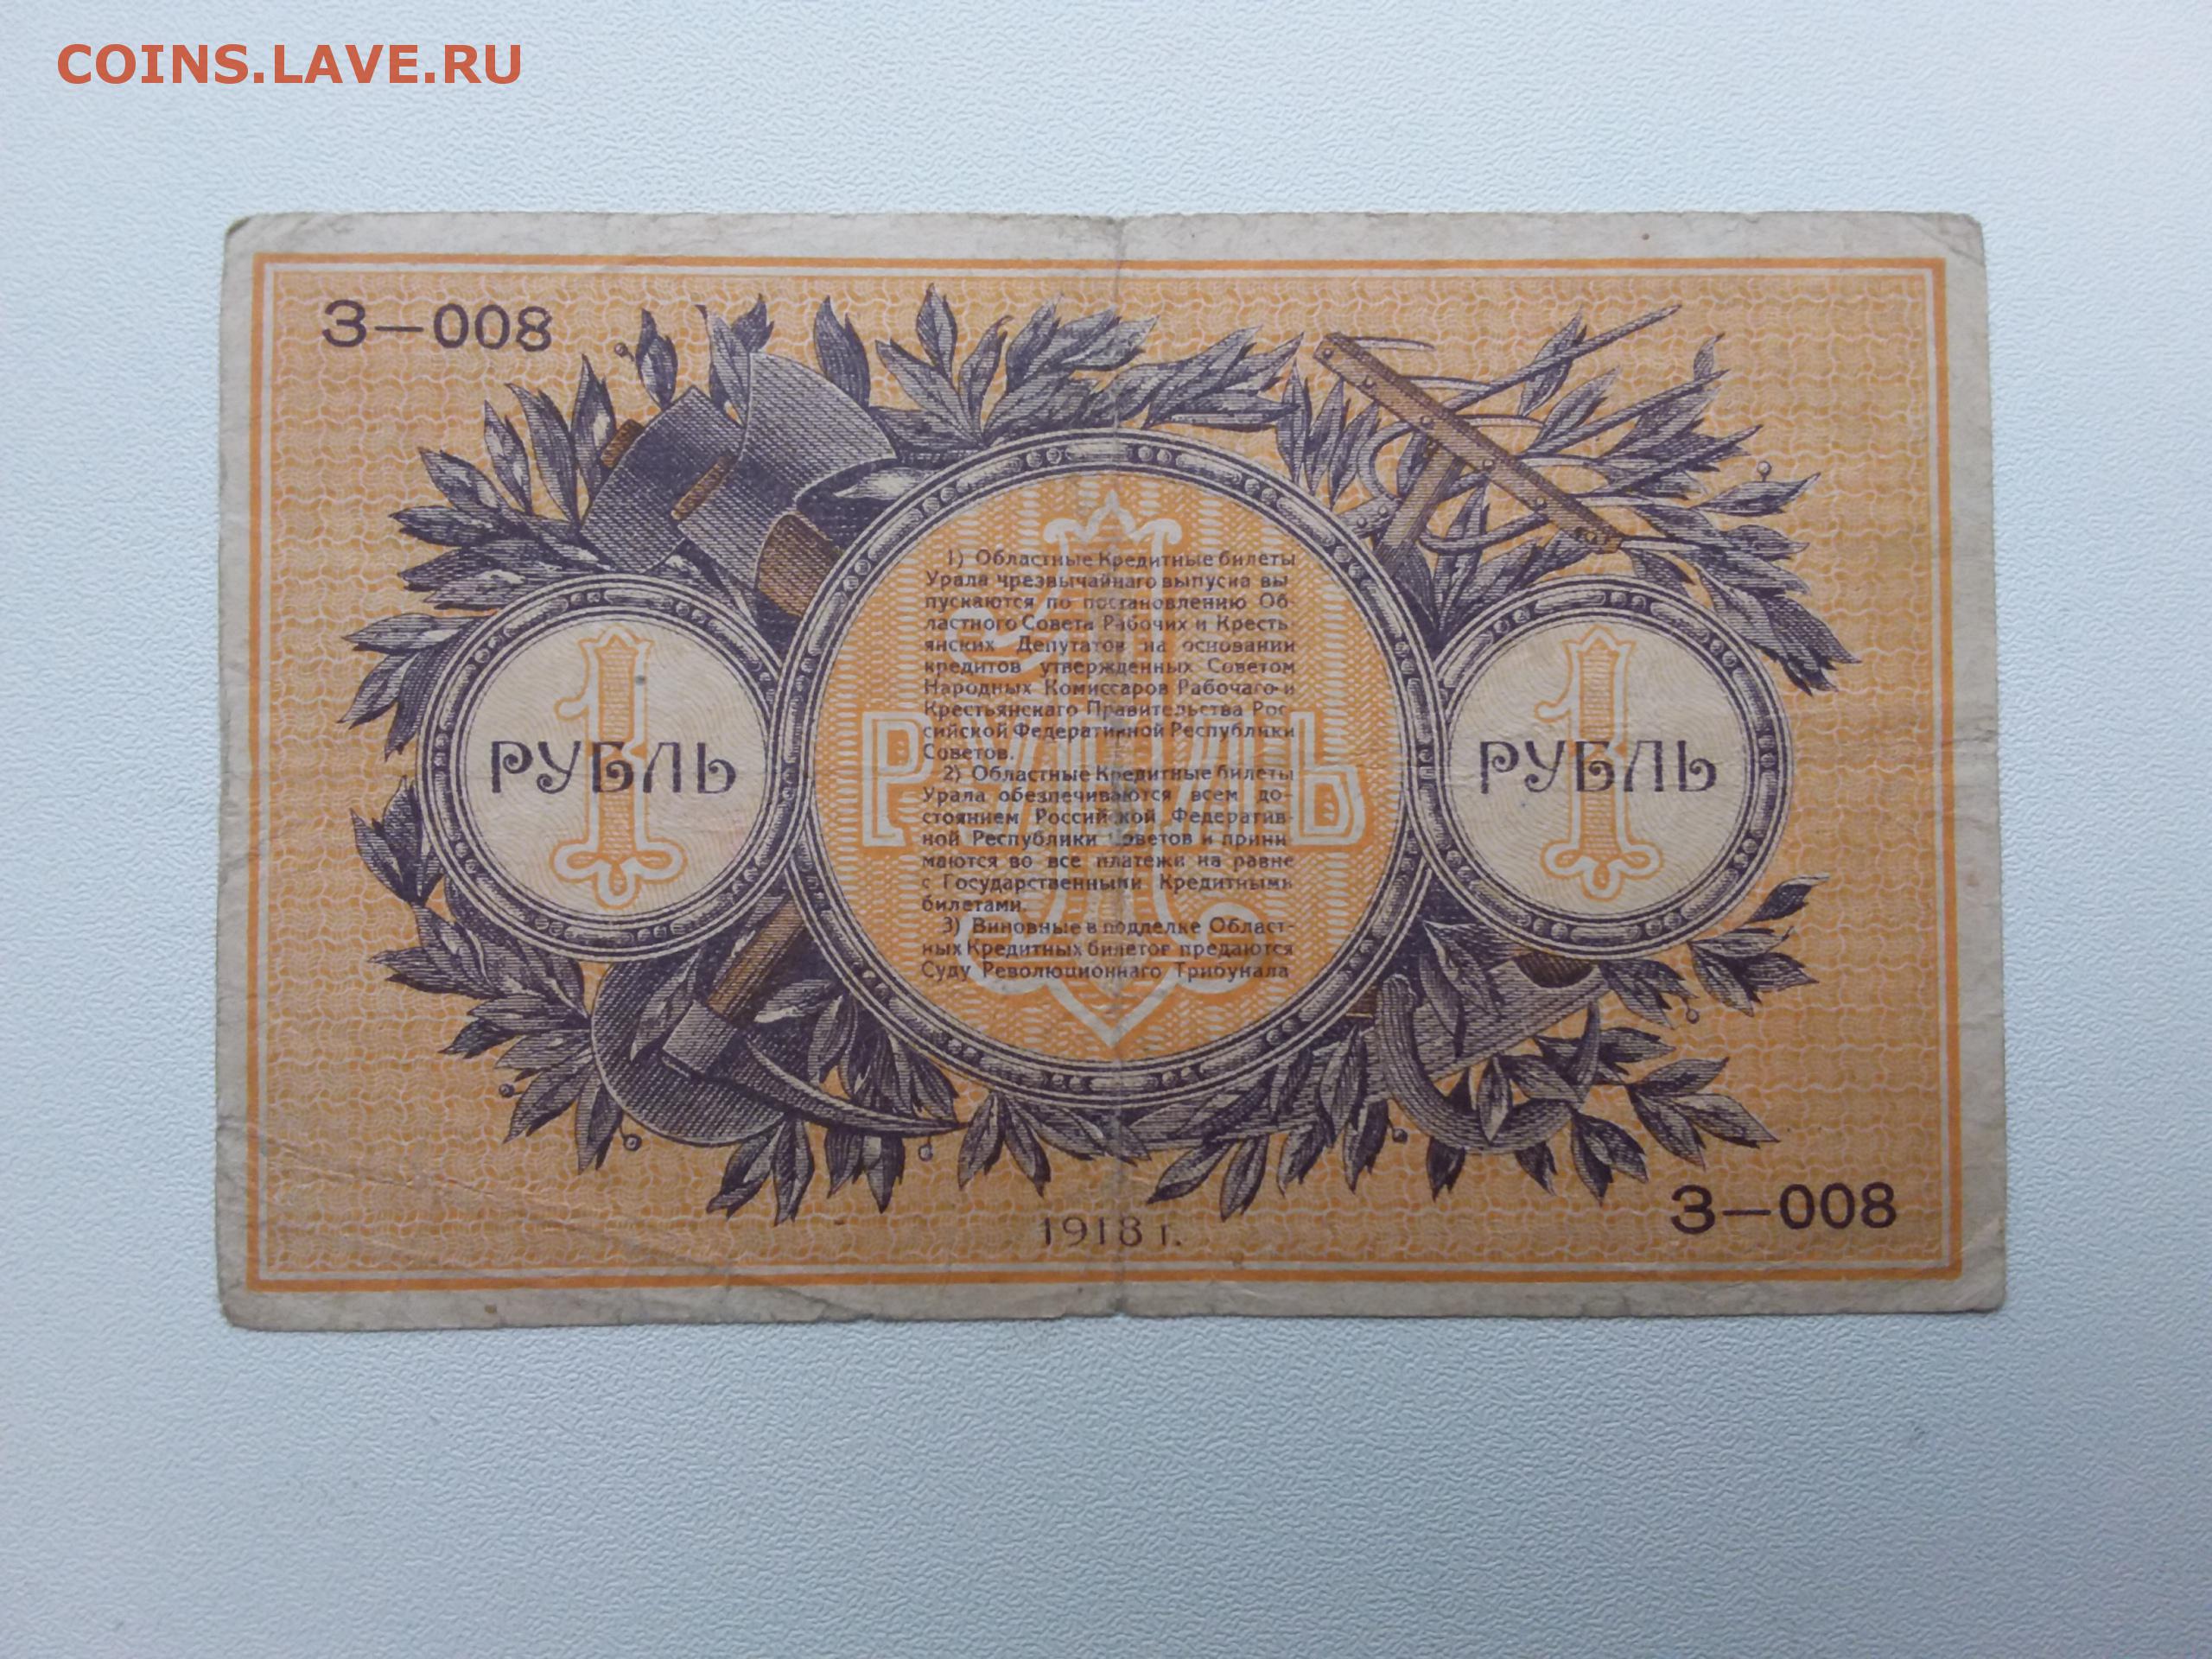 COINS.LAVE.RU
З—008
1) Областные Кредитные билеты
Урала чрезвычайнаго выпуска вы
пускаются по постановлению Об-
ластного Совета Рабочих и Кресть-
янских Депутатов на основании
кредитов утвержденных Советом
Народных Комиссаров Рабочаго и
Крестьянскаго Правительства Рос-
сийской Федеративной Республики
Советов.
2) Областные Кредитные билеты
Урала обезпечиваются всем до-
стоянием Российской Федератив-
ной Республики Советов и прини-
маются во все платежи на равне
с Государственными Кредитными
билетами.
3) Виновные в подделке Област-
ных Кредитных билетов предаются
Суду Революционнаго Трибунала
1
РУБЛЬ
1
РУБЛЬ
1
РУБЛЬ
1918 г.
З—008